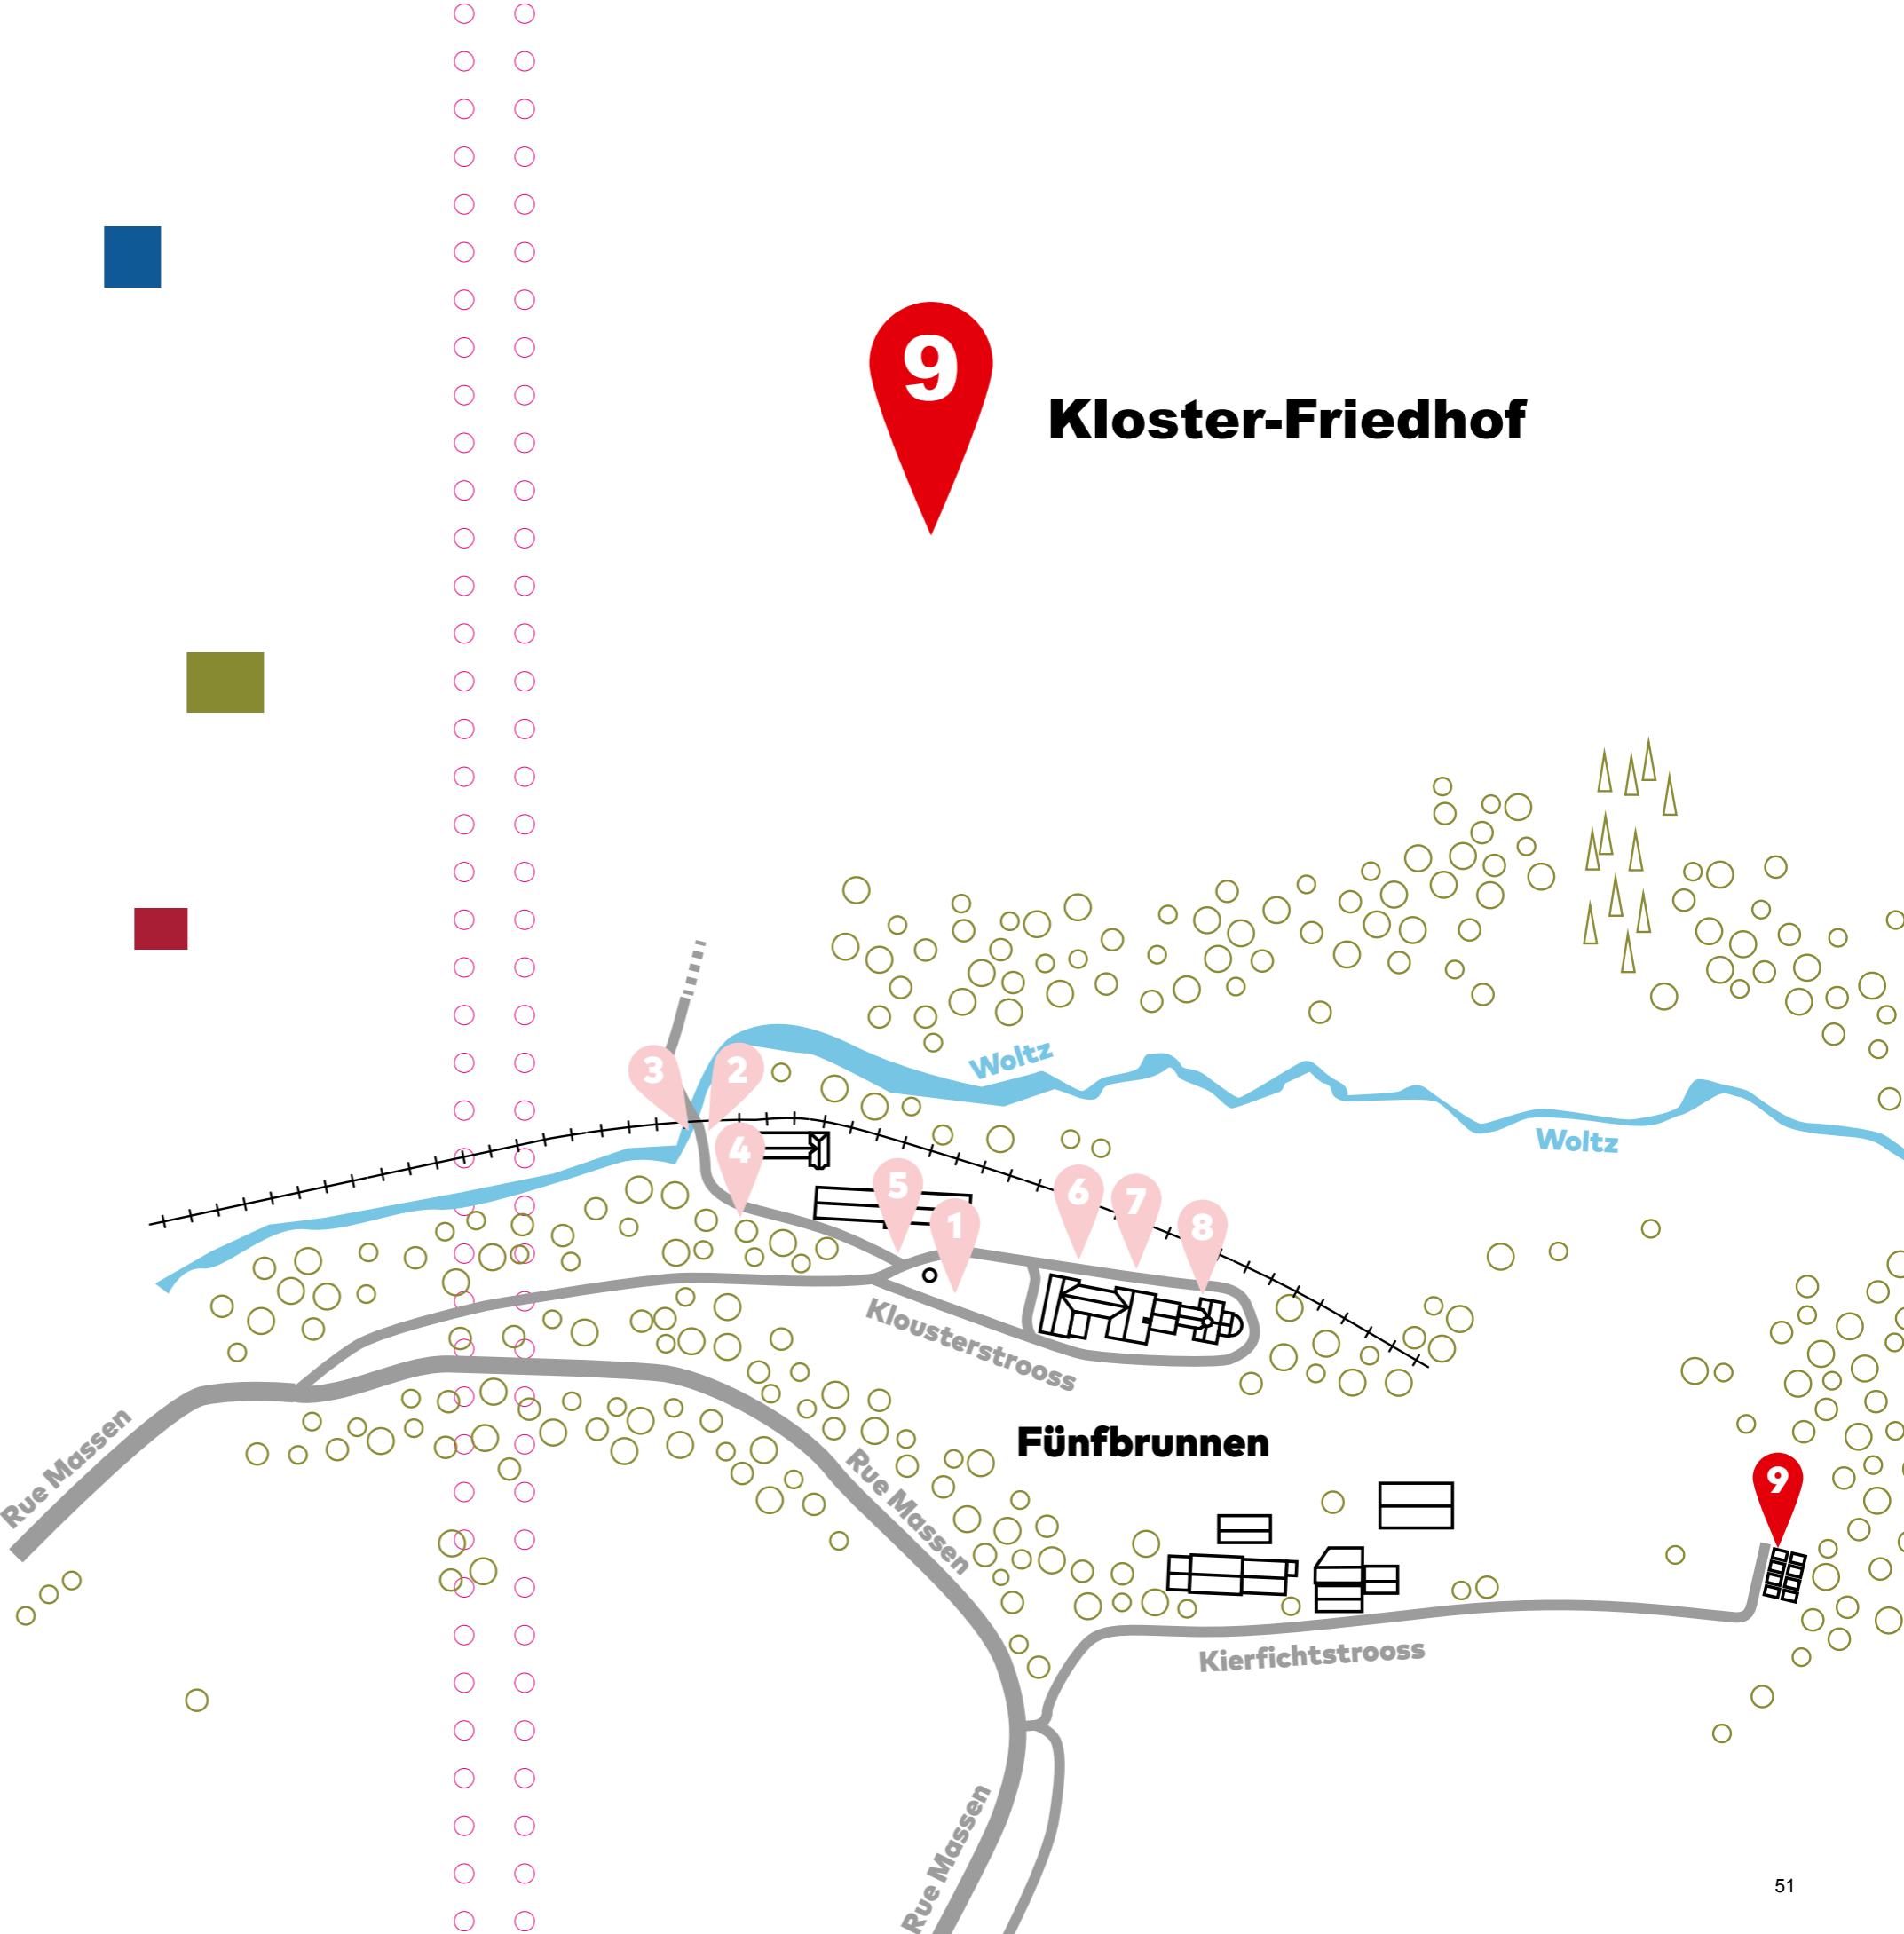 9
Kloster-Friedhof
Woltz
3
2
Woltz
4
5
6
7
1
8
Klousterstrooss
Rue Massen
Fünfbrunnen
Rue Massen
9
Kierfichtstrooss
Rue Massen
51